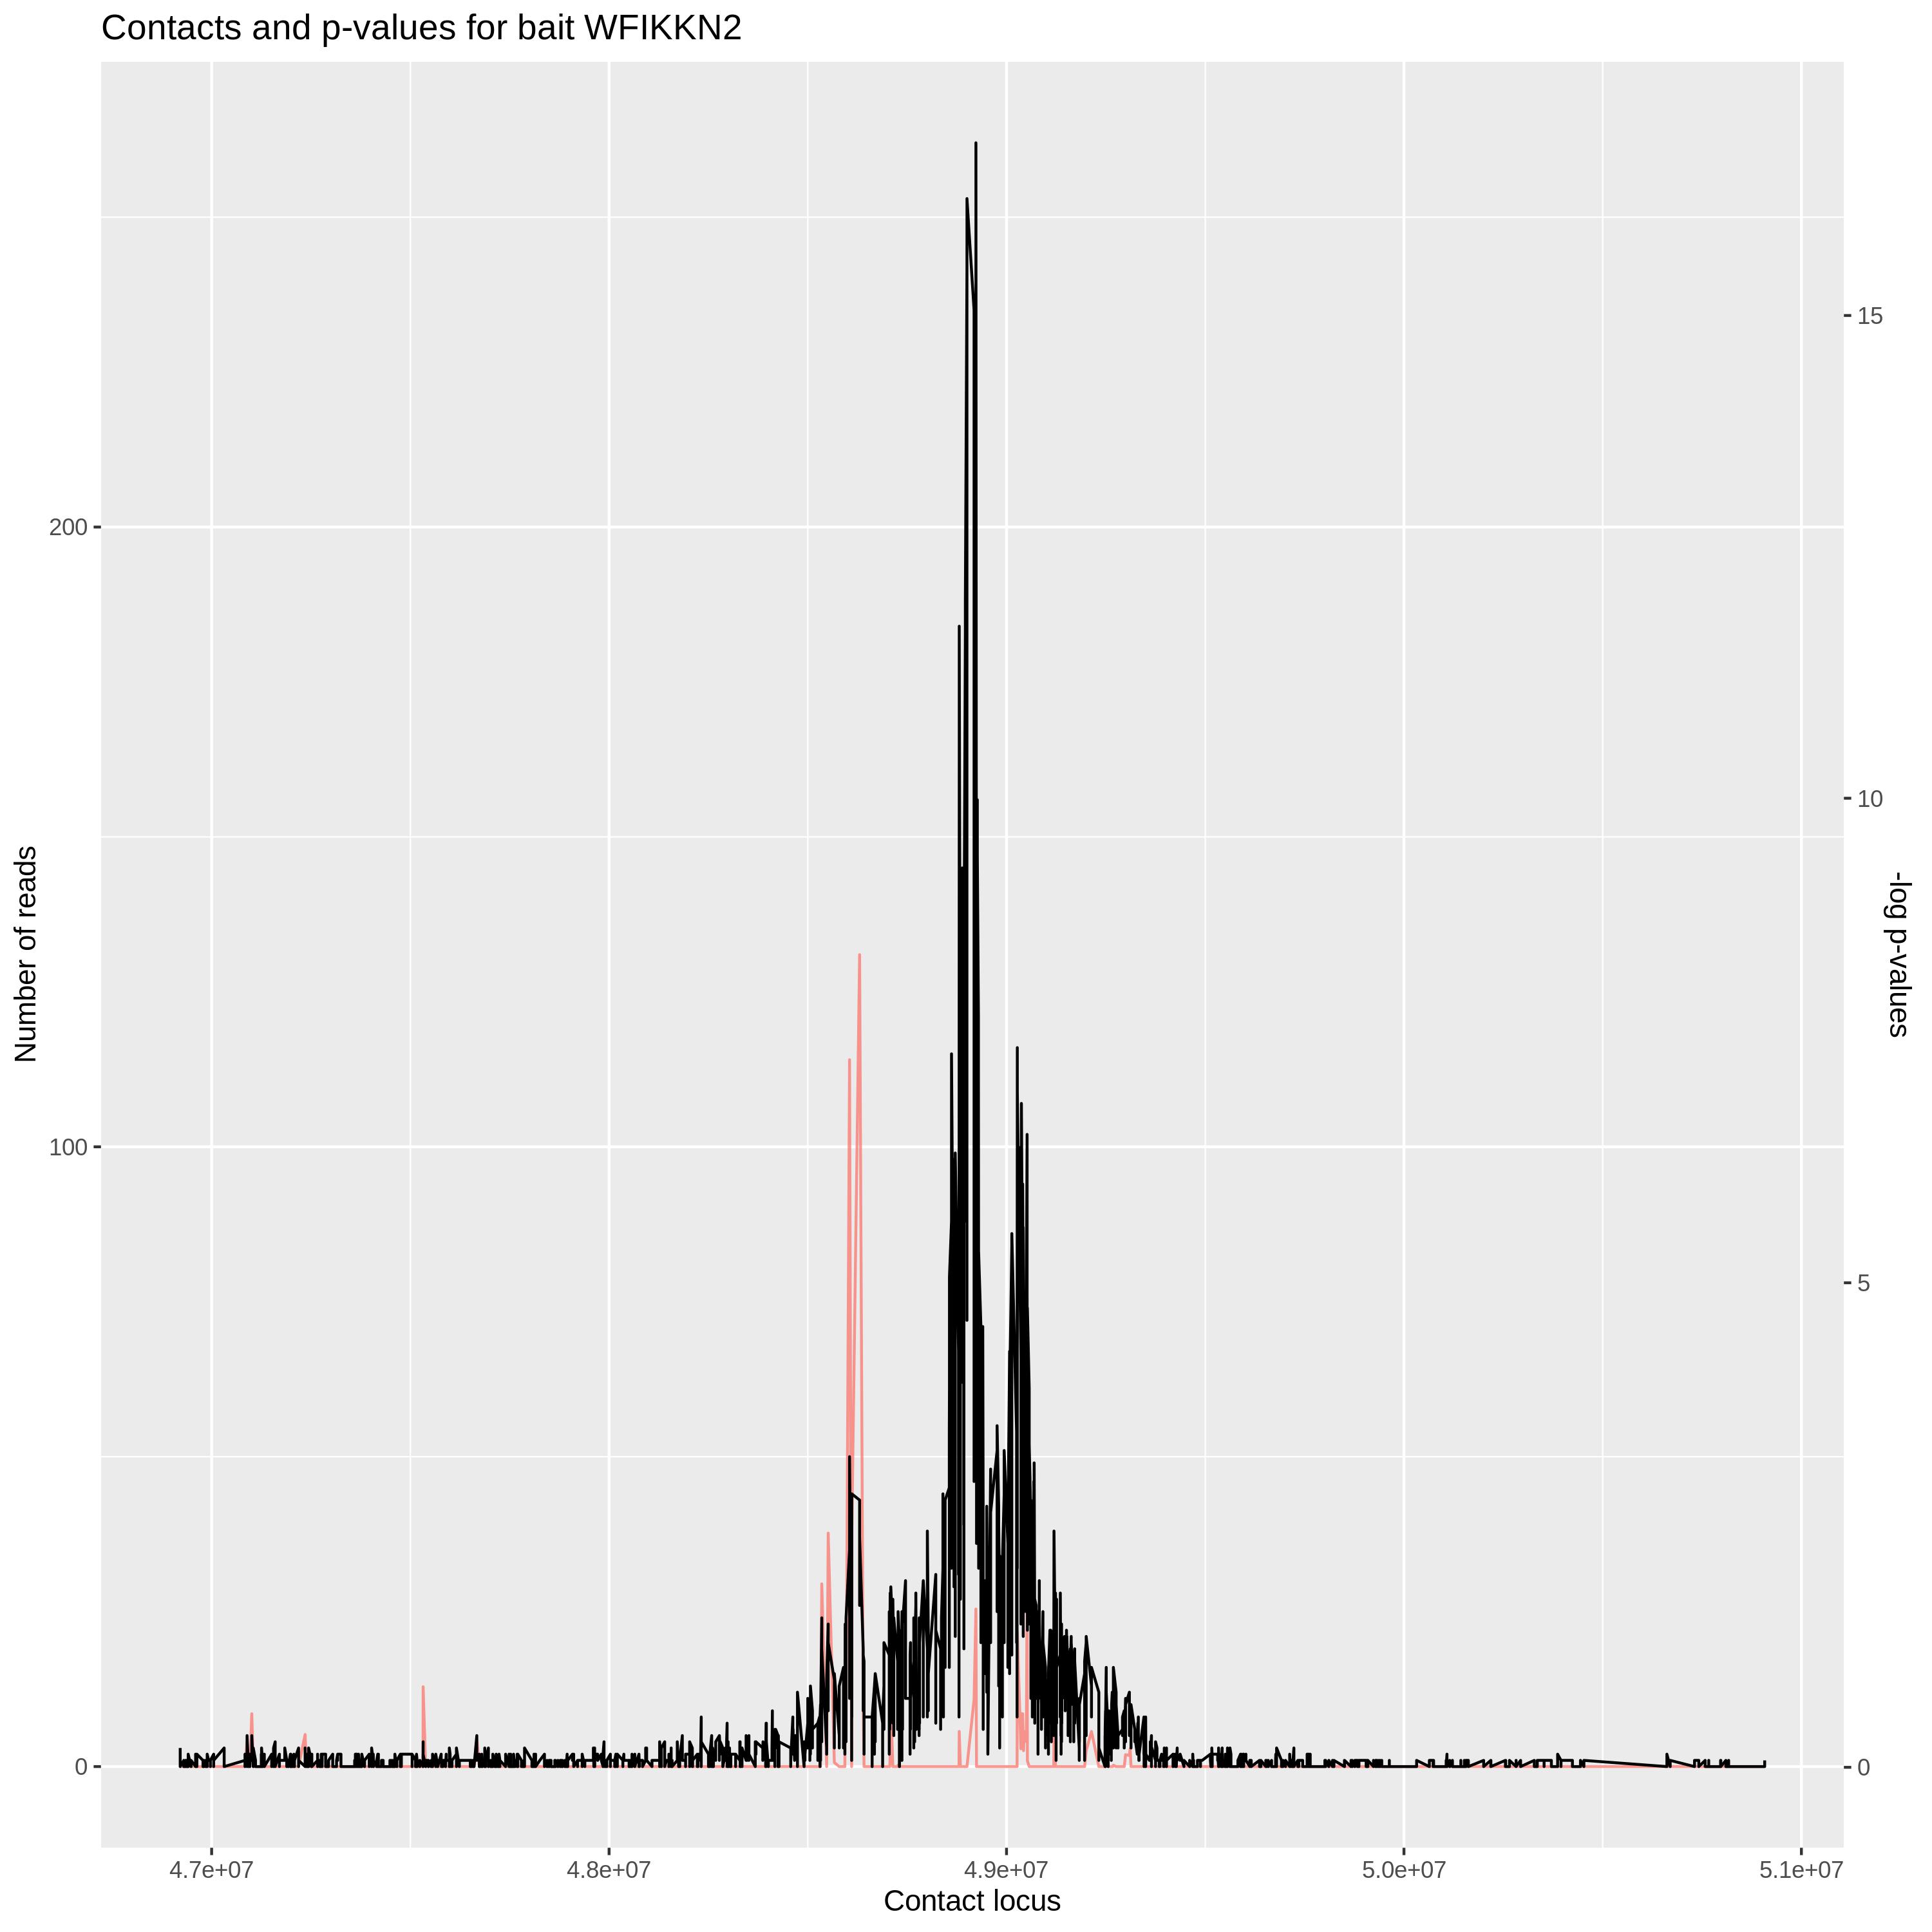 Contacts and p-values for bait WFIKKN2
Number of reads
200
100
0
15
10
5
0
-log p-values
4.7e+07
4.8e+07
4.9e+07
5.0e+07
5.1e+07
Contact locus